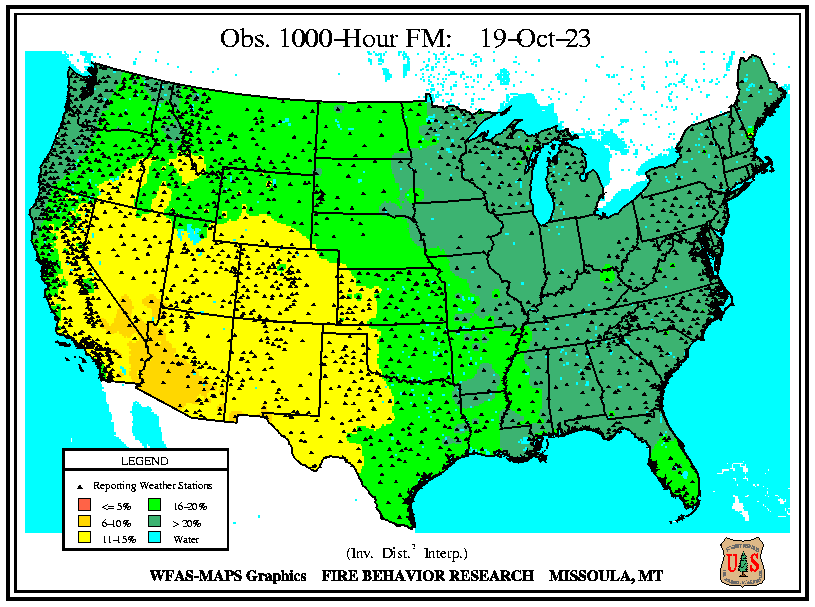 Obs. 1000-Hour FM: 19-Oct-23
LEGEND
Reporting Weather Stations
<= 5% 16-20%
6-10% > 20%
11-15% Water
(Inv. Dist.² Interp.)
WFAS-MAPS Graphics FIRE BEHAVIOR RESEARCH MISSOULA, MT
U S